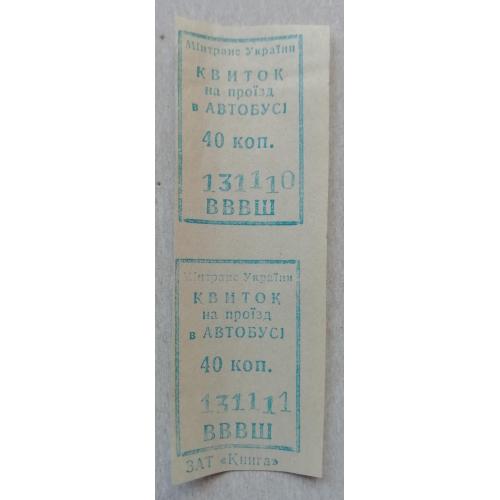 Мінтранс України
КВИТОК
на проїзд
в АВТОБУСІ
40 коп.
131110
ВВВШ
Мінтранс України
КВИТОК
на проїзд
в АВТОБУСІ
40 коп.
131111
ВВВШ
ЗАТ «Книга»